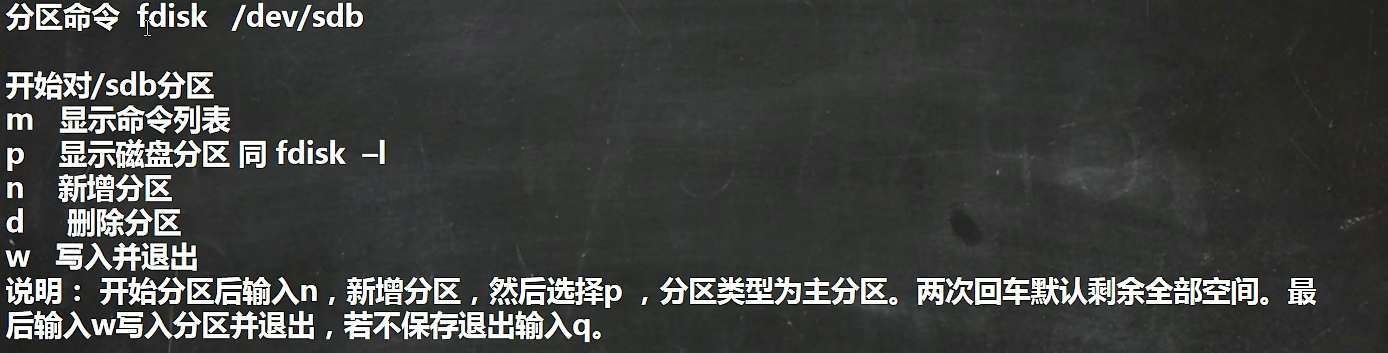 分区命令 fdisk /dev/sdb
开始对/sdb分区
m 显示命令列表
p 显示磁盘分区 同 fdisk –l
n 新增分区
d 删除分区
w 写入并退出
说明： 开始分区后输入n，新增分区，然后选择p ，分区类型为主分区。两次回车默认剩余全部空间。最
后输入w写入分区并退出，若不保存退出输入q。